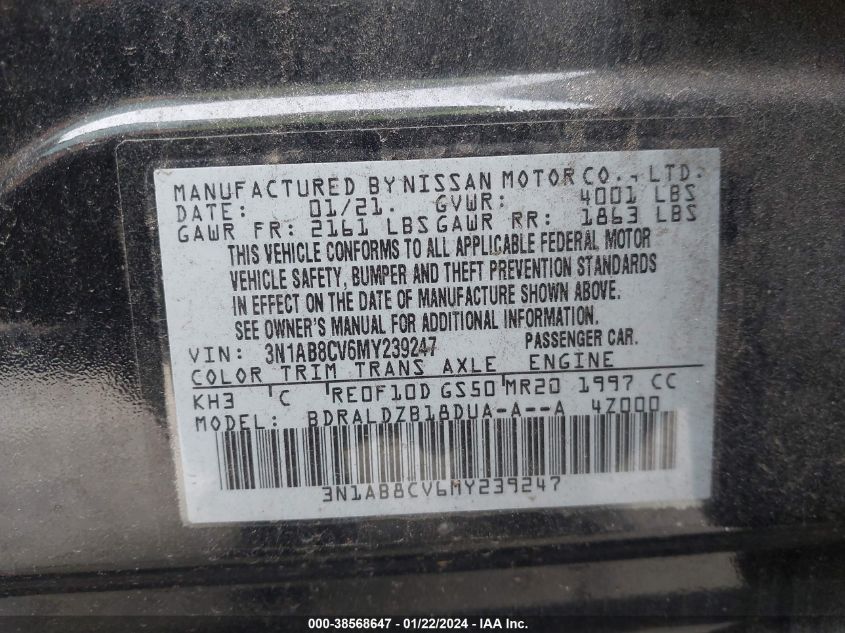 MANUFACTURED BY NISSAN MOTOR CO., LTD.
DATE: 01/21. GVWR: 4001 LBS
GAWR FR: 2161 LBS GAWR RR: 1863 LBS
THIS VEHICLE CONFORMS TO ALL APPLICABLE FEDERAL MOTOR
VEHICLE SAFETY, BUMPER AND THEFT PREVENTION STANDARDS
IN EFFECT ON THE DATE OF MANUFACTURE SHOWN ABOVE.
SEE OWNER'S MANUAL FOR ADDITIONAL INFORMATION.
VIN: 3N1AB8CV6MY239247 PASSENGER CAR.
COLOR TRIM TRANS AXLE ENGINE
KH3 C RE0F10D GS50 MR20 1997 CC
MODEL: BDRALDZB18DUA-A--A 4Z000
3N1AB8CV6MY239247
000-38568647 - 01/22/2024 - IAA Inc.